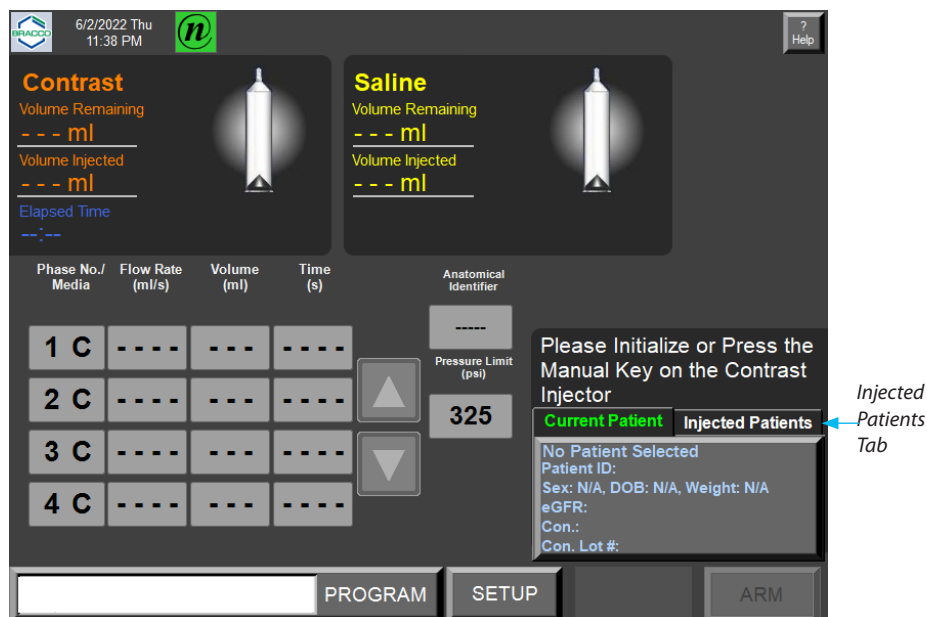 BRACCO
6/2/2022 Thu
11:38 PM
n
?
Help
Contrast
Volume Remaining
- - - ml
Volume Injected
- - - ml
Elapsed Time
--:--
Saline
Volume Remaining
- - - ml
Volume Injected
- - - ml
Phase No./
Media
Flow Rate
(ml/s)
Volume
(ml)
Time
(s)
1 C - - - - - - - - - - -
2 C - - - - - - - - - - -
3 C - - - - - - - - - - -
4 C - - - - - - - - - - -
Anatomical
Identifier
-----
Pressure Limit
(psi)
325
Please Initialize or Press the
Manual Key on the Contrast
Injector
Current Patient Injected Patients
No Patient Selected
Patient ID:
Sex: N/A, DOB: N/A, Weight: N/A
eGFR:
Con.:
Con. Lot #:
Injected
Patients
Tab
PROGRAM SETUP ARM